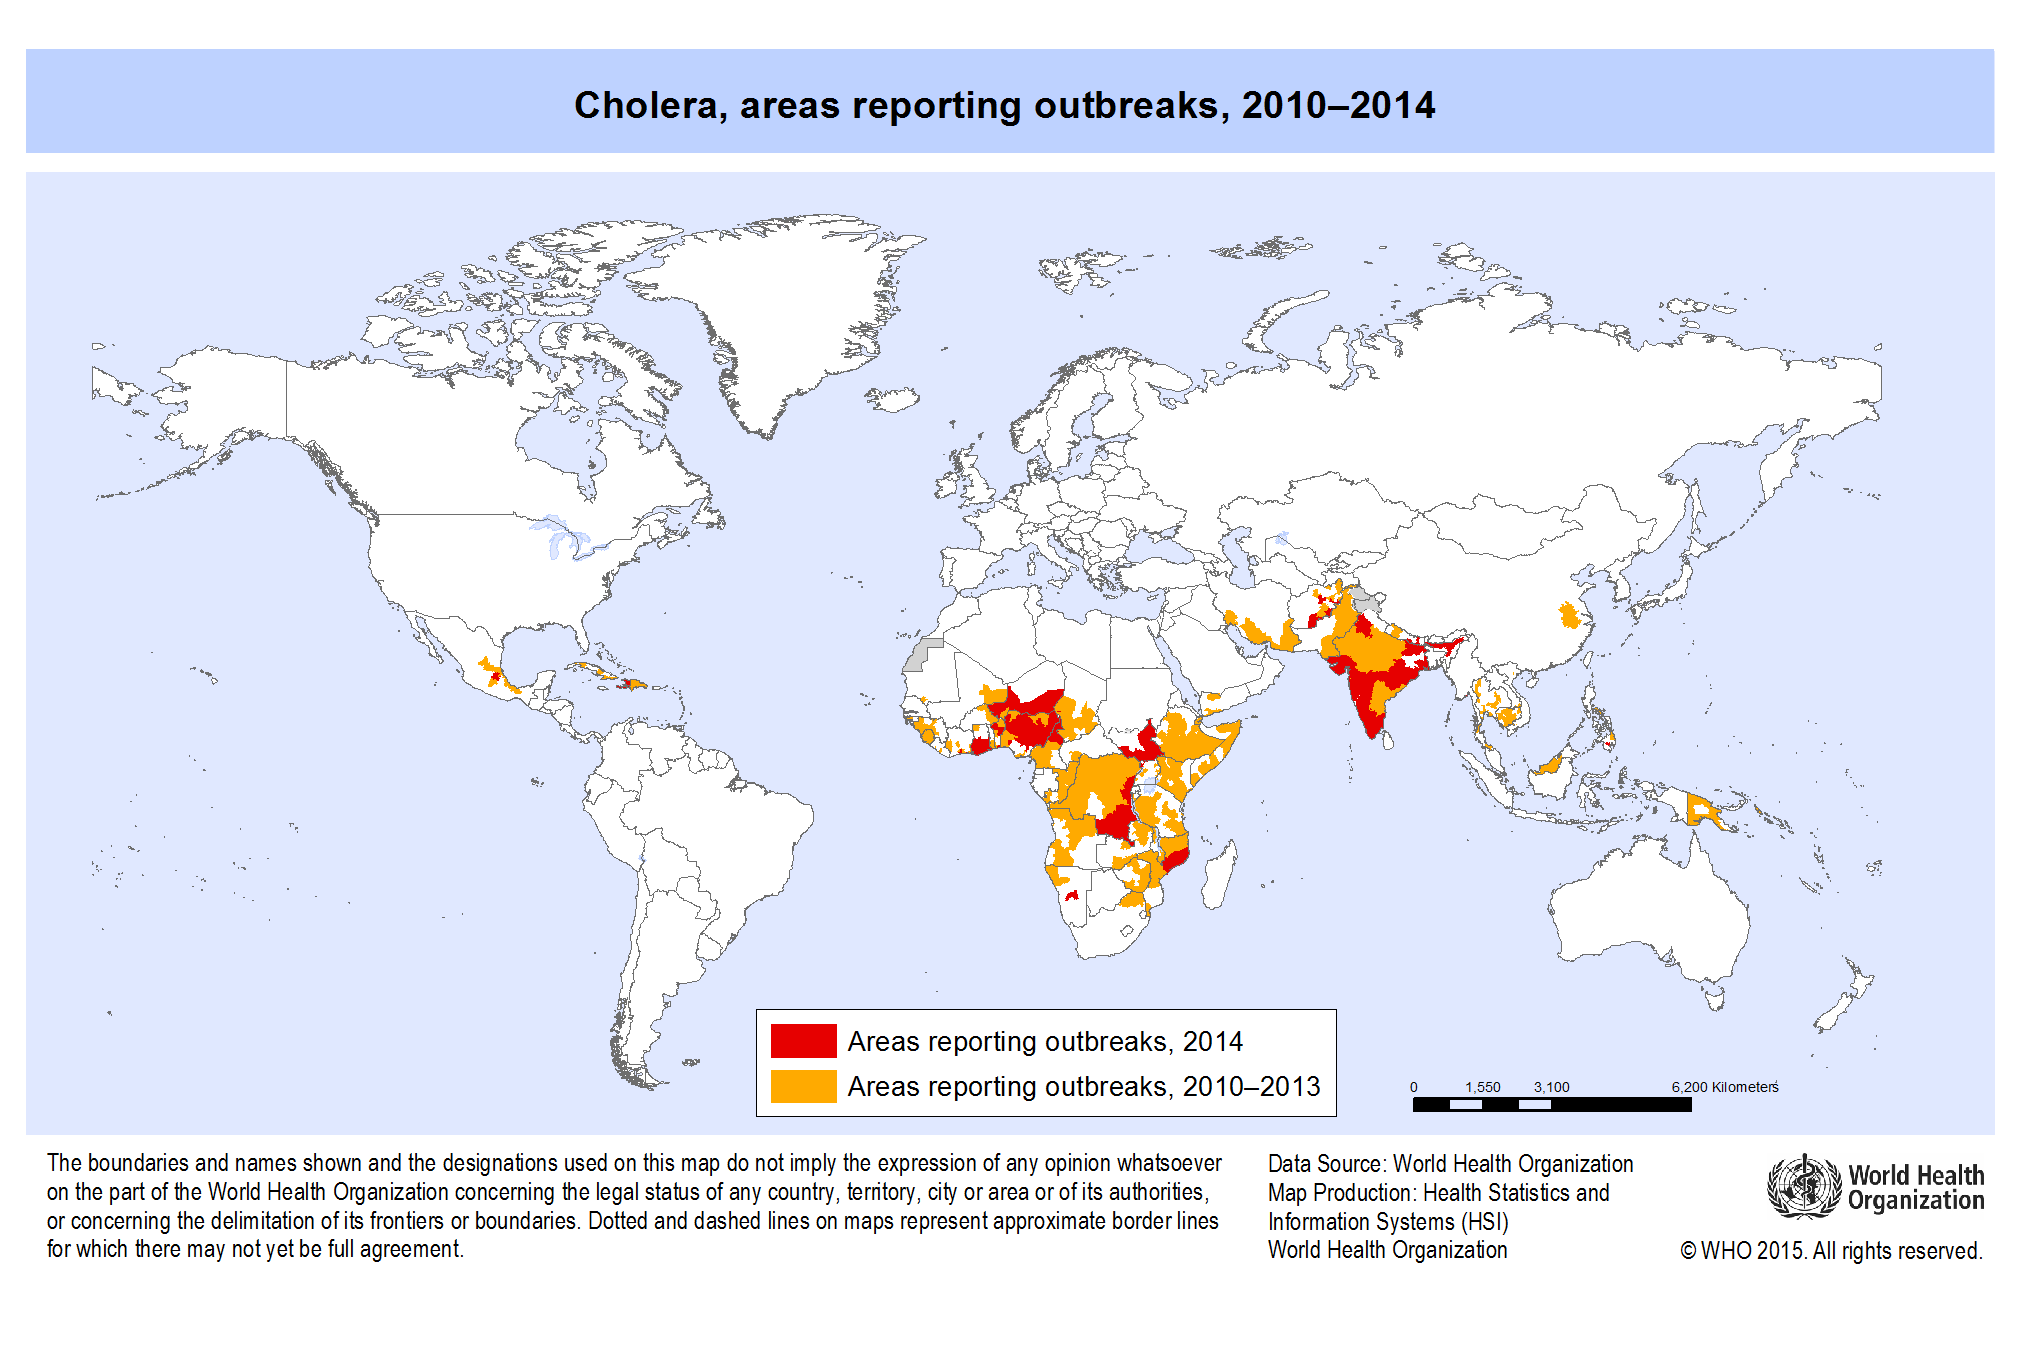 Cholera, areas reporting outbreaks, 2010–2014
Areas reporting outbreaks, 2014
Areas reporting outbreaks, 2010–2013
0 1,550 3,100 6,200 Kilometers
The boundaries and names shown and the designations used on this map do not imply the expression of any opinion whatsoever
on the part of the World Health Organization concerning the legal status of any country, territory, city or area or of its authorities,
or concerning the delimitation of its frontiers or boundaries. Dotted and dashed lines on maps represent approximate border lines
for which there may not yet be full agreement.
Data Source: World Health Organization
Map Production: Health Statistics and
Information Systems (HSI)
World Health Organization
World Health
Organization
© WHO 2015. All rights reserved.